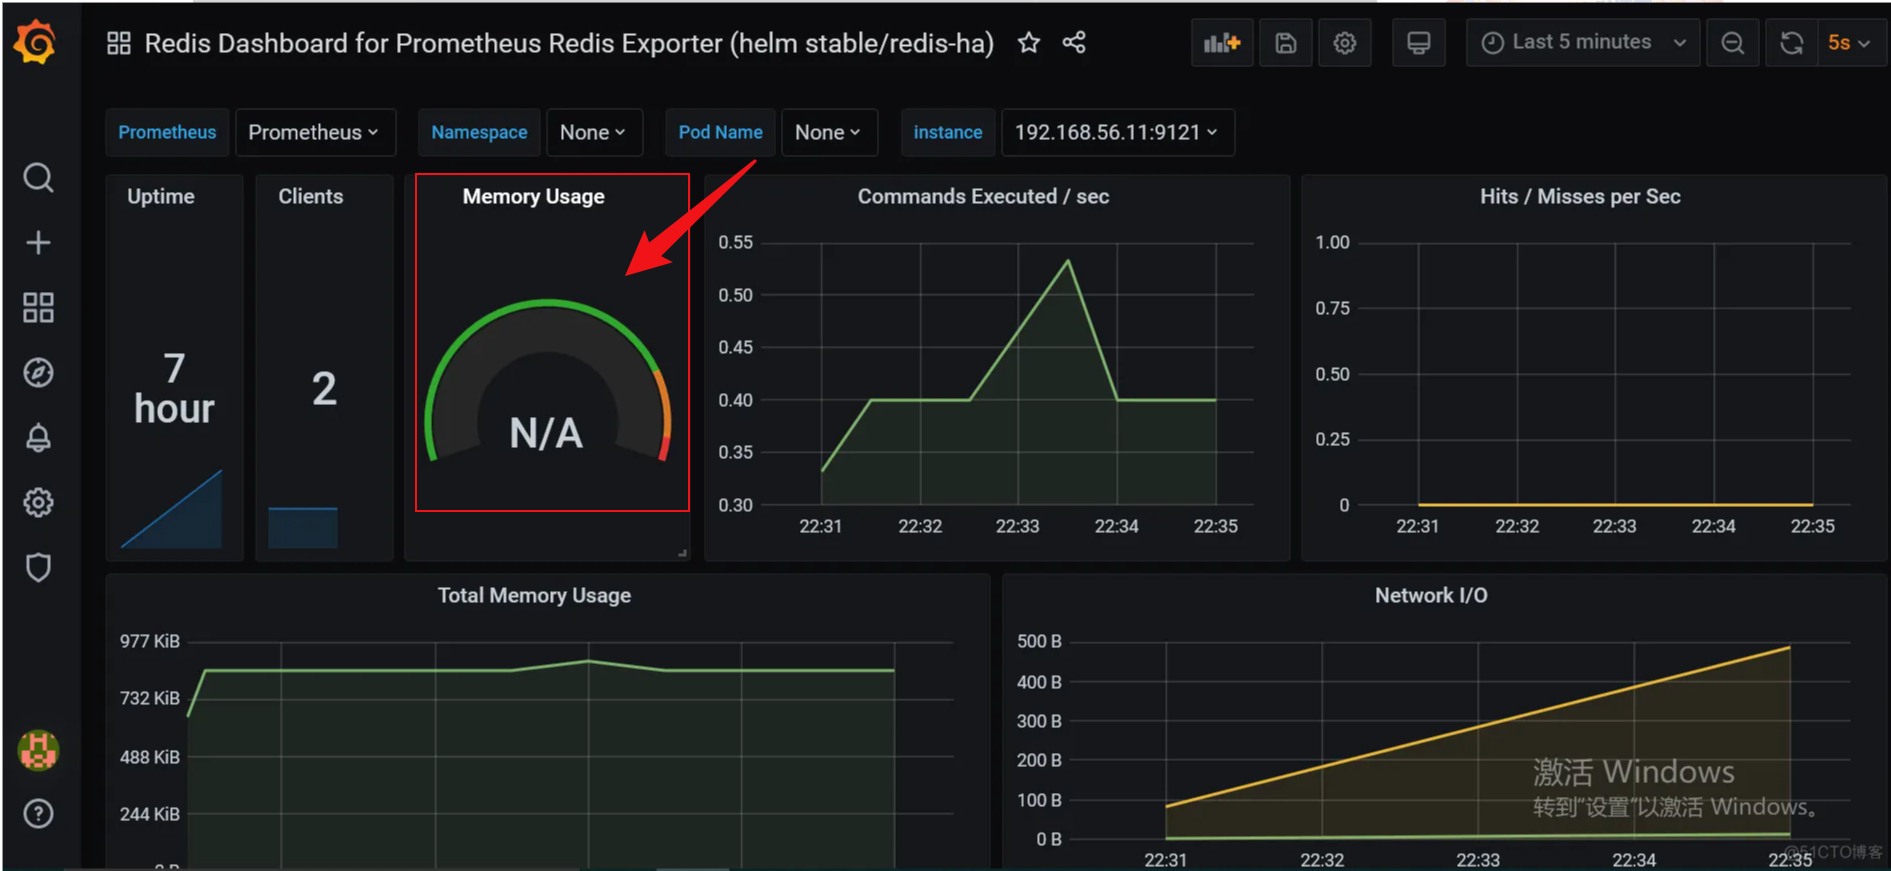 Redis Dashboard for Prometheus Redis Exporter (helm stable/redis-ha)
Last 5 minutes
5s
Prometheus Prometheus Namespace None Pod Name None instance 192.168.56.11:9121
Uptime
7
hour
Clients
2
Memory Usage
N/A
Commands Executed / sec
0.55
0.50
0.45
0.40
0.35
0.30
22:31 22:32 22:33 22:34 22:35
Hits / Misses per Sec
1.00
0.75
0.50
0.25
0
22:31 22:32 22:33 22:34 22:35
Total Memory Usage
977 KiB
732 KiB
488 KiB
244 KiB
Network I/O
500 B
400 B
300 B
200 B
100 B
0 B
22:31 22:32 22:33 22:34 22:35
激活 Windows
转到"设置"以激活 Windows。
@51CTO博客